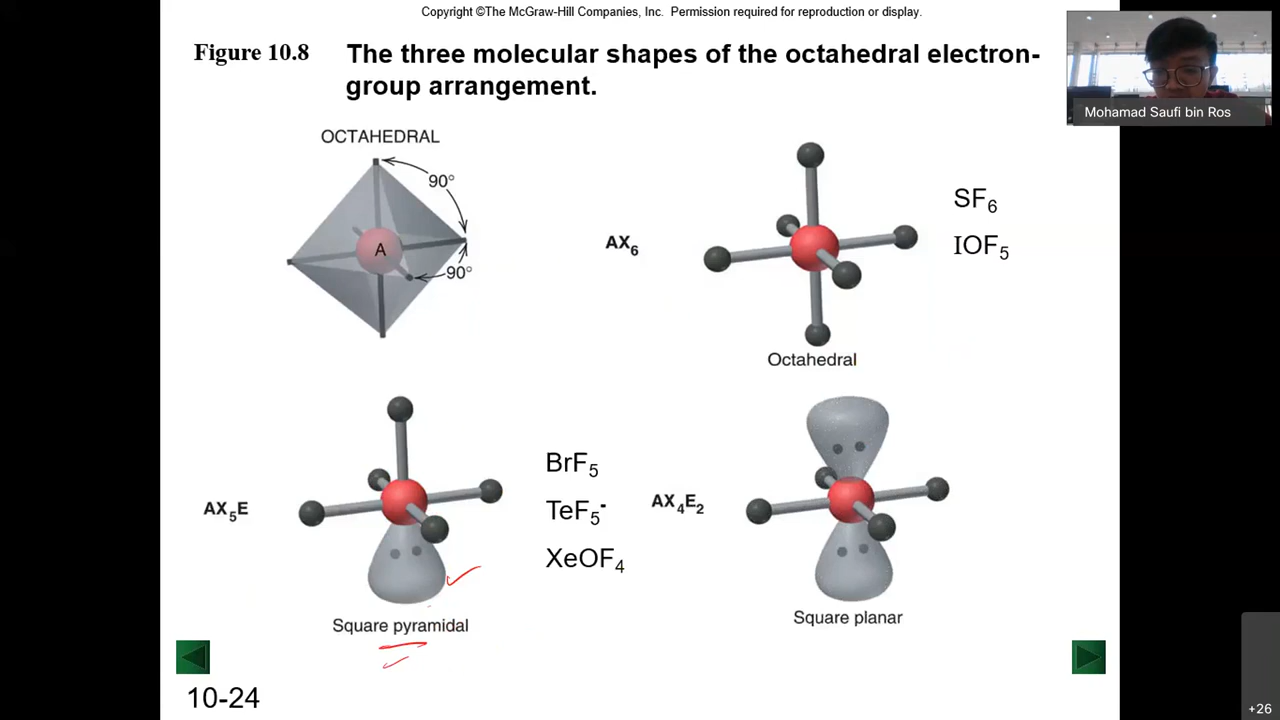 Copyright ©The McGraw-Hill Companies, Inc. Permission required for reproduction or display.
Figure 10.8
The three molecular shapes of the octahedral electron-
group arrangement.
Mohamad Saufi bin Ros
OCTAHEDRAL
90°
A
90°
AX₆
SF₆
IOF₅
Octahedral
AX₅E
BrF₅
TeF₅⁻
XeOF₄
Square pyramidal
AX₄E₂
Square planar
10-24
+26